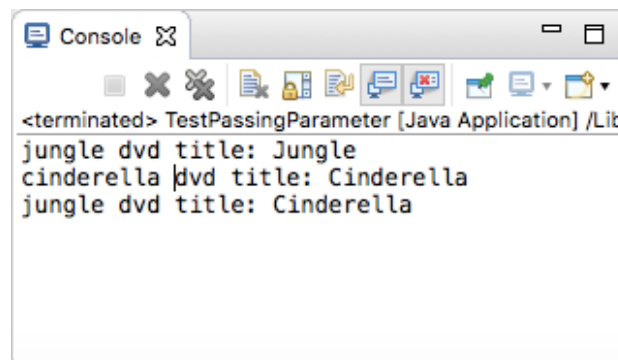 Console
<terminated> TestPassingParameter [Java Application] /Lib
jungle dvd title: Jungle
cinderella dvd title: Cinderella
jungle dvd title: Cinderella